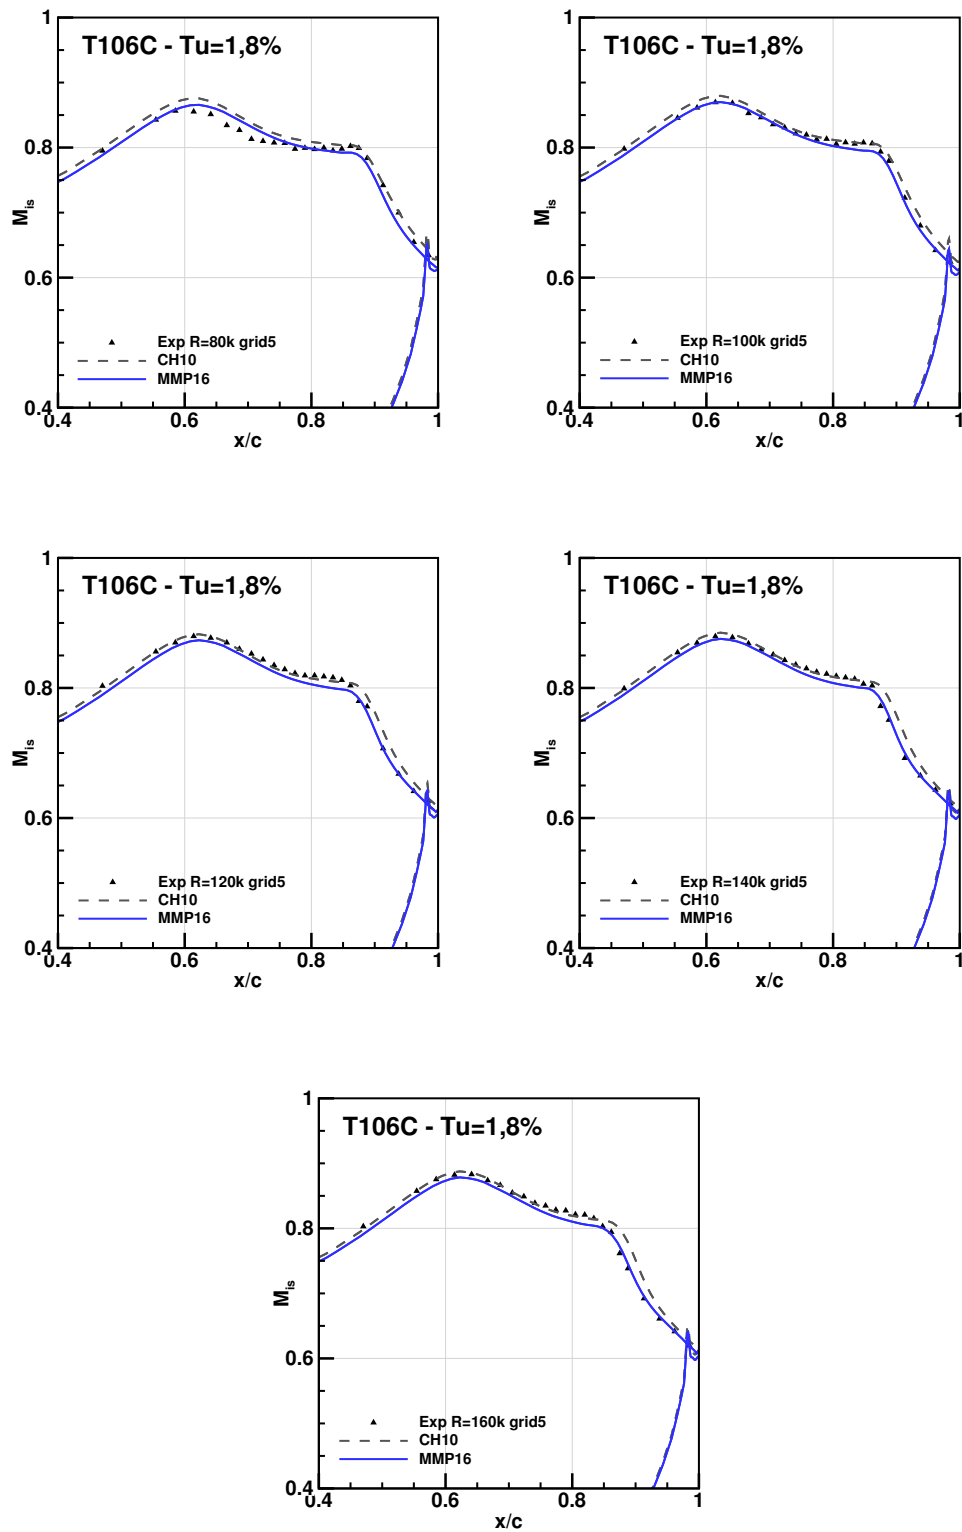 T106C - Tu=1,8%
1
0.8
0.6
0.4
M_is
Exp R=80k grid5
CH10
MMP16
0.4 0.6 0.8 1
x/c
T106C - Tu=1,8%
1
0.8
0.6
0.4
M_is
Exp R=100k grid5
CH10
MMP16
0.4 0.6 0.8 1
x/c
T106C - Tu=1,8%
1
0.8
0.6
0.4
M_is
Exp R=120k grid5
CH10
MMP16
0.4 0.6 0.8 1
x/c
T106C - Tu=1,8%
1
0.8
0.6
0.4
M_is
Exp R=140k grid5
CH10
MMP16
0.4 0.6 0.8 1
x/c
T106C - Tu=1,8%
1
0.8
0.6
0.4
M_is
Exp R=160k grid5
CH10
MMP16
0.4 0.6 0.8 1
x/c